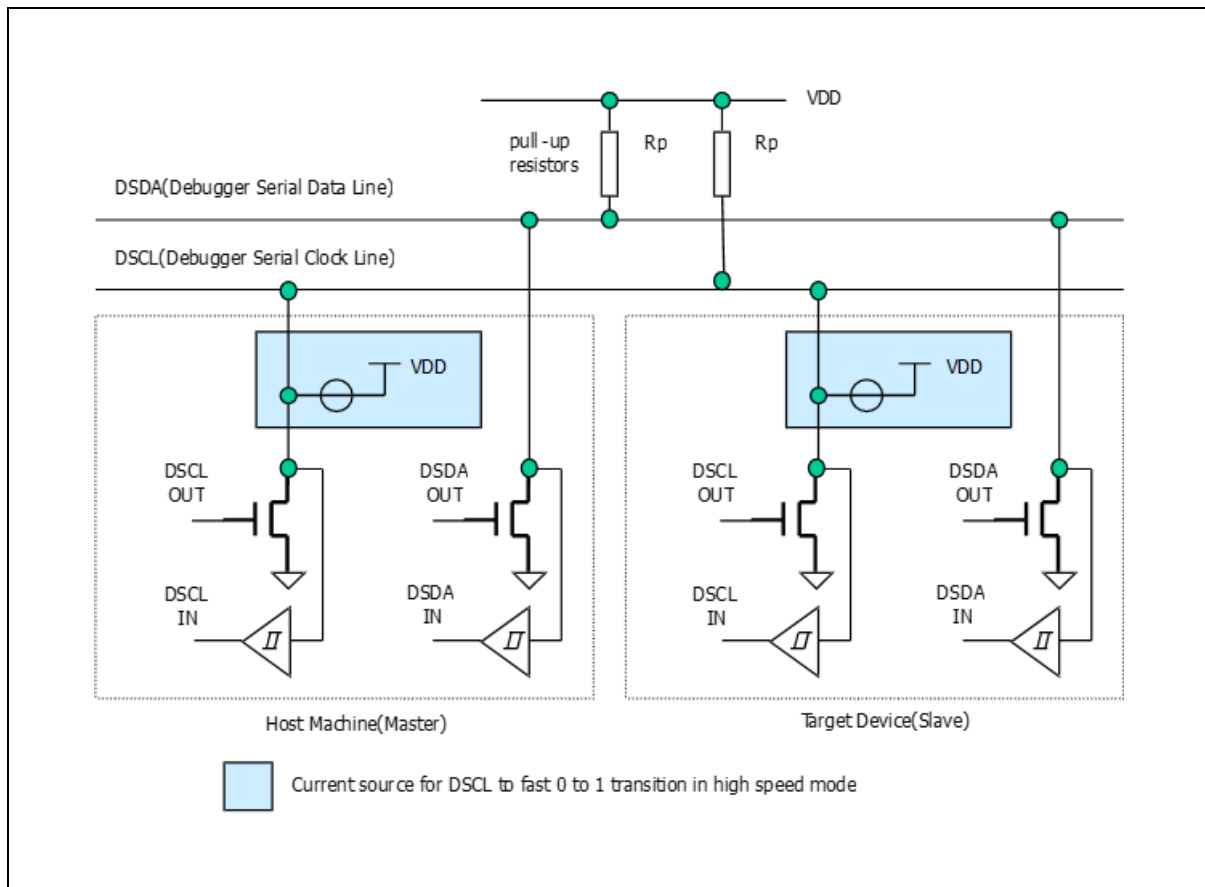 VDD
pull -up
resistors
Rp
Rp
DSDA(Debugger Serial Data Line)
DSCL(Debugger Serial Clock Line)
VDD
VDD
DSCL
OUT
DSDA
OUT
DSCL
OUT
DSDA
OUT
DSCL
IN
DSDA
IN
DSCL
IN
DSDA
IN
Host Machine(Master)
Target Device(Slave)
Current source for DSCL to fast 0 to 1 transition in high speed mode